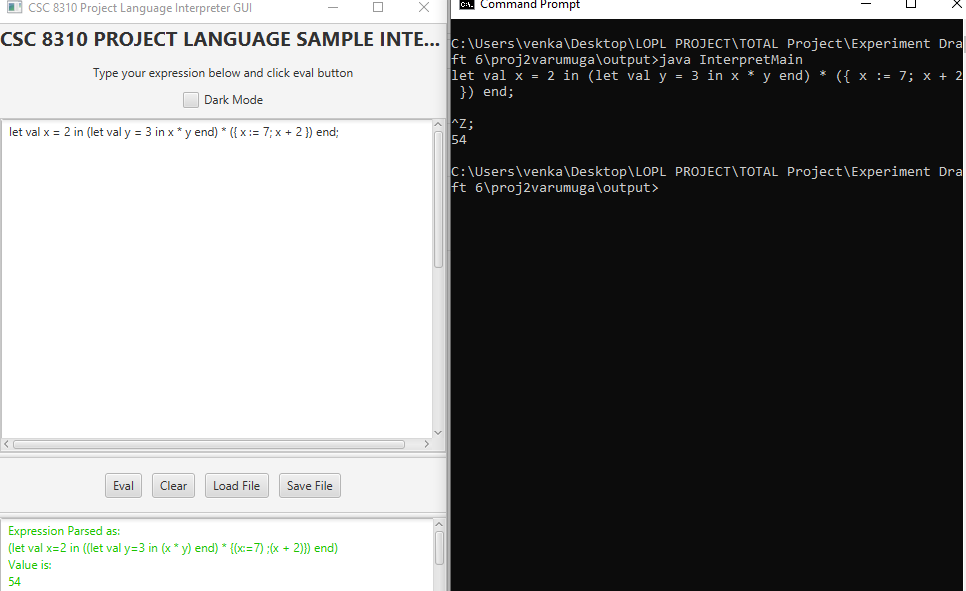 CSC 8310 Project Language Interpreter GUI
CSC 8310 PROJECT LANGUAGE SAMPLE INTE...
Type your expression below and click eval button
Dark Mode
let val x = 2 in (let val y = 3 in x * y end) * ({ x := 7; x + 2 }) end;
Eval Clear Load File Save File
Expression Parsed as:
(let val x=2 in ((let val y=3 in (x * y) end) * {(x:=7) ;(x + 2)}) end)
Value is:
54
Command Prompt
C:\Users\venka\Desktop\LOPL PROJECT\TOTAL Project\Experiment Dra
ft 6\proj2varumuga\output>java InterpretMain
let val x = 2 in (let val y = 3 in x * y end) * ({ x := 7; x + 2
 }) end;
^Z;
54
C:\Users\venka\Desktop\LOPL PROJECT\TOTAL Project\Experiment Dra
ft 6\proj2varumuga\output>